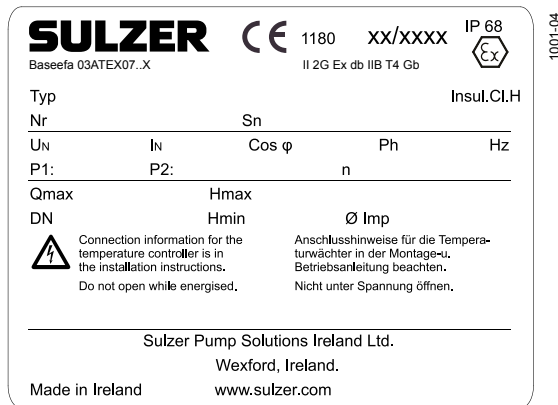 SULZER CE 1180 xx/xxxx IP 68
Ex
Baseefa 03ATEX07..X II 2G Ex db IIB T4 Gb
1001-04
Typ Insul.Cl.H
Nr Sn
UN IN Cos φ Ph Hz
P1: P2: n
Qmax Hmax
DN Hmin Ø Imp
Connection information for the
temperature controller is in
the installation instructions.
Do not open while energised.
Anschlusshinweise für die Tempera-
turwächter in der Montage-u.
Betriebsanleitung beachten.
Nicht unter Spannung öffnen.
Sulzer Pump Solutions Ireland Ltd.
Wexford, Ireland.
Made in Ireland www.sulzer.com